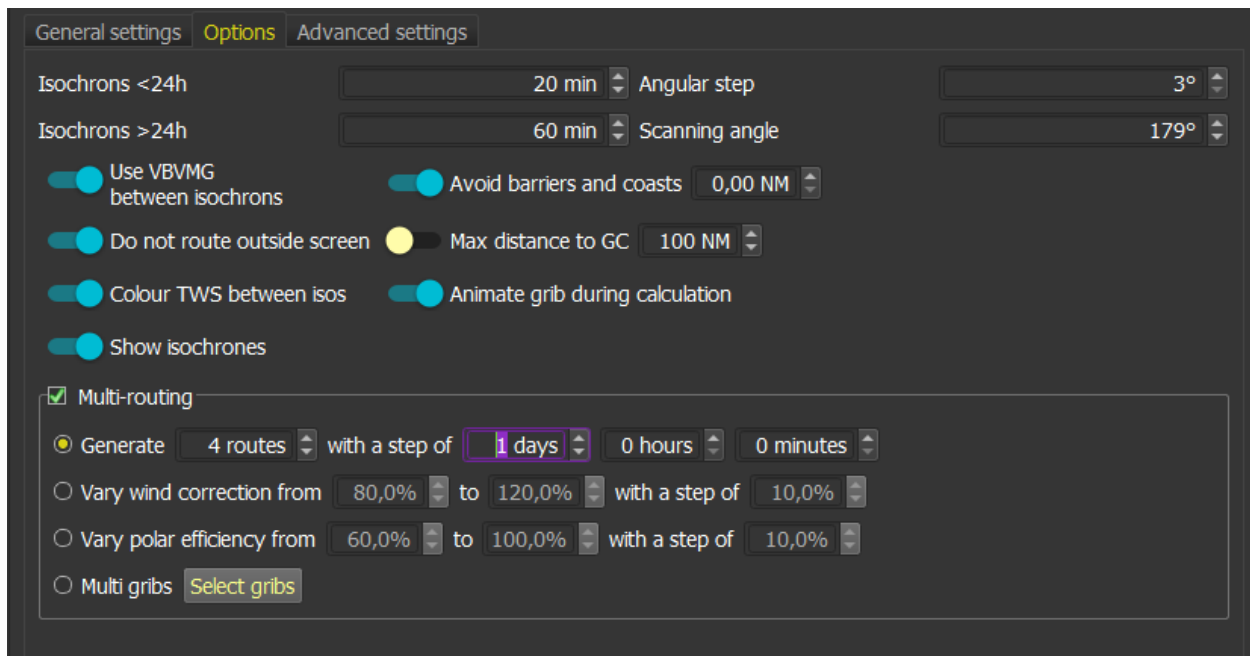 General settings Options Advanced settings
Isochrons <24h 20 min Angular step 3°
Isochrons >24h 60 min Scanning angle 179°
Use VBVMG
between isochrons
Avoid barriers and coasts 0,00 NM
Do not route outside screen Max distance to GC 100 NM
Colour TWS between isos Animate grib during calculation
Show isochrones
Multi-routing
Generate 4 routes with a step of 1 days 0 hours 0 minutes
Vary wind correction from 80,0% to 120,0% with a step of 10,0%
Vary polar efficiency from 60,0% to 100,0% with a step of 10,0%
Multi gribs Select gribs